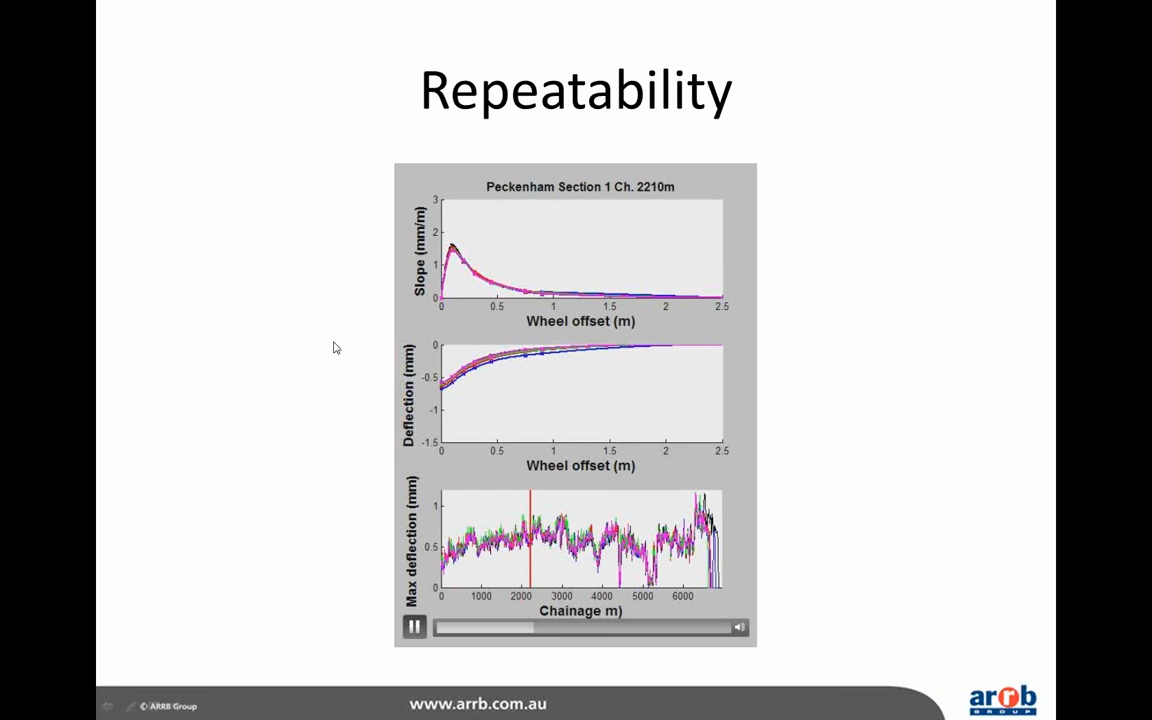 Repeatability
Peckenham Section 1 Ch. 2210m
Slope (mm/m)
3
2
1
0
0 0.5 1 1.5 2 2.5
Wheel offset (m)
Deflection (mm)
0
-0.5
-1
-1.5
0 0.5 1 1.5 2 2.5
Wheel offset (m)
Max deflection (mm)
1
0.5
0
0 1000 2000 3000 4000 5000 6000
Chainage m)
© ARRB Group
www.arrb.com.au
arrb
GROUP